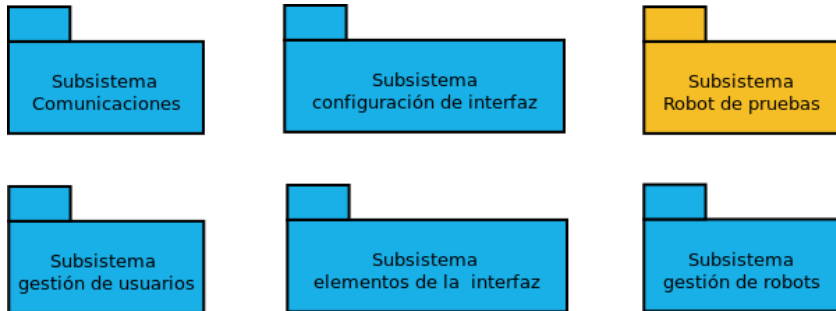 Subsistema
Comunicaciones
Subsistema
configuración de interfaz
Subsistema
Robot de pruebas
Subsistema
gestión de usuarios
Subsistema
elementos de la interfaz
Subsistema
gestión de robots